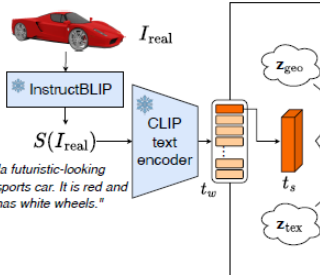 I_real
InstructBLIP
S(I_real)
CLIP
text
encoder
"a futuristic-looking
sports car. It is red and
has white wheels."
t_w
t_s
z_geo
z_tex